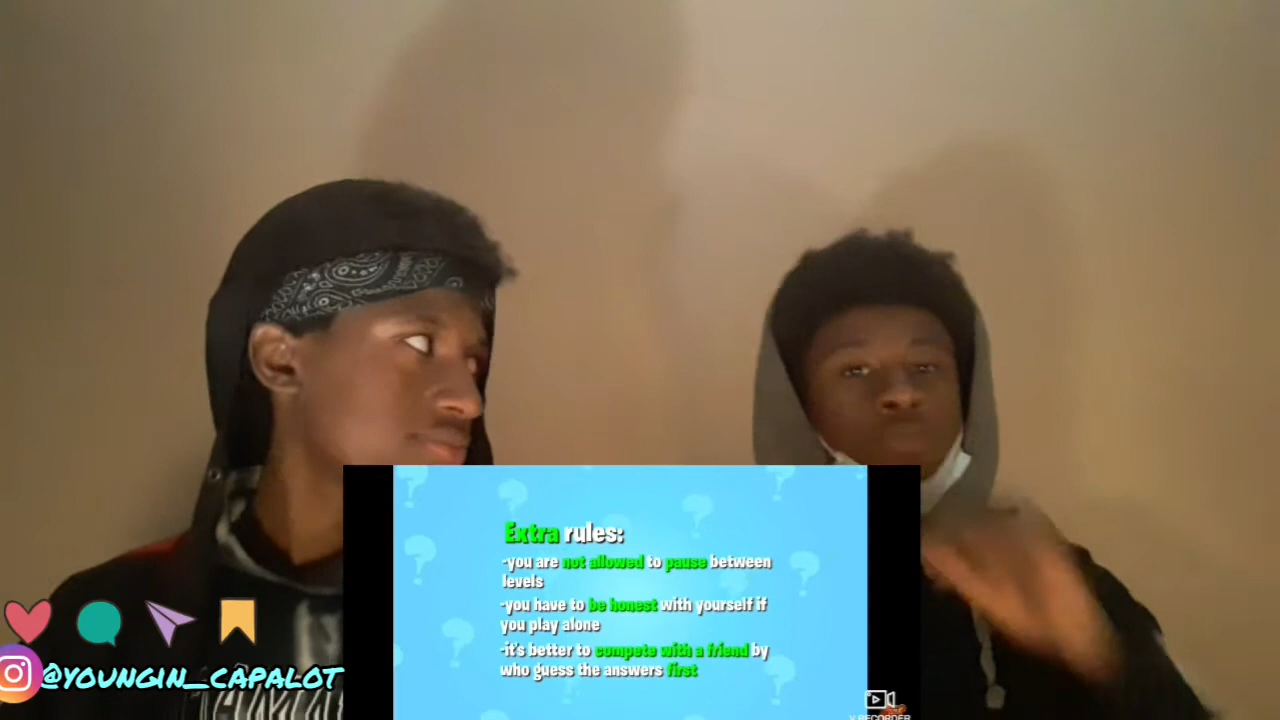 Extra rules:
-you are not allowed to pause between
levels
-you have to be honest with yourself if
you play alone
-it's better to compete with a friend by
who guess the answers first
@YOUNGIN_CAPALOT
V RECORDER